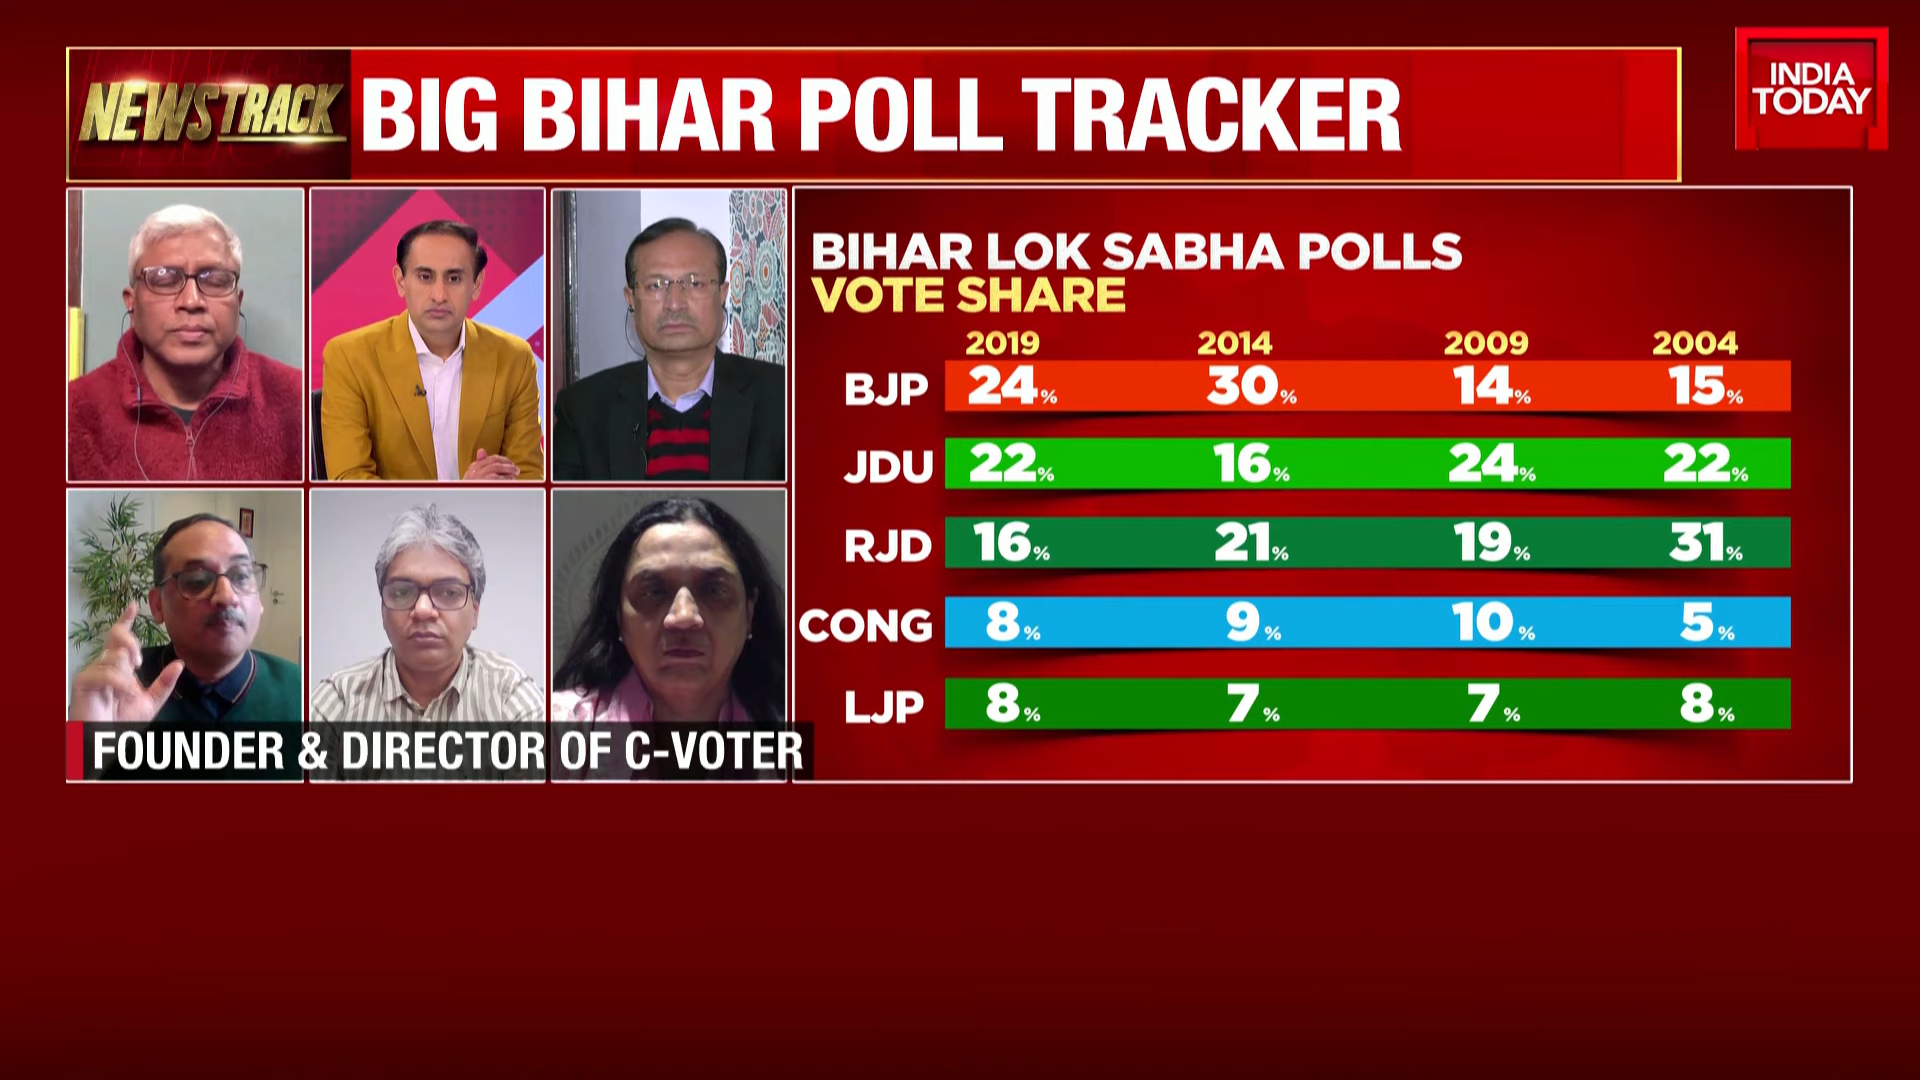 NEWSTRACK BIG BIHAR POLL TRACKER
INDIA
TODAY
BIHAR LOK SABHA POLLS
VOTE SHARE
2019 2014 2009 2004
BJP 24% 30% 14% 15%
JDU 22% 16% 24% 22%
RJD 16% 21% 19% 31%
CONG 8% 9% 10% 5%
LJP 8% 7% 7% 8%
FOUNDER & DIRECTOR OF C-VOTER